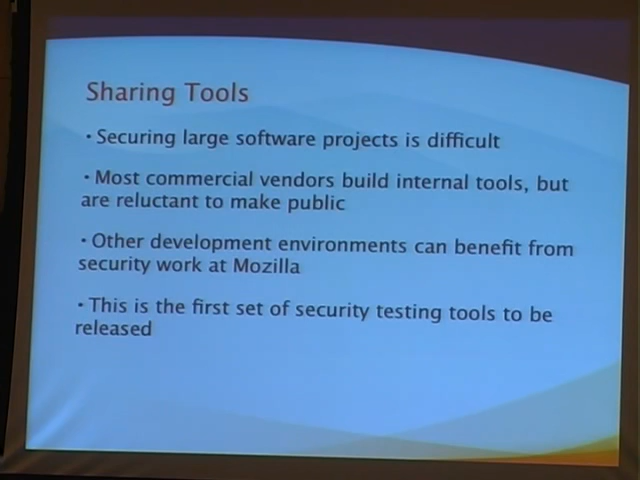 Sharing Tools
• Securing large software projects is difficult
• Most commercial vendors build internal tools, but
are reluctant to make public
• Other development environments can benefit from
security work at Mozilla
• This is the first set of security testing tools to be
released